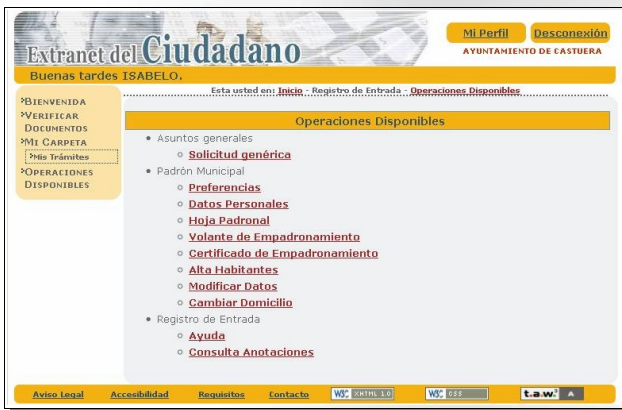 Extranet del Ciudadano
Mi Perfil
Desconexión
AYUNTAMIENTO DE CASTUERA
Buenas tardes ISABELO.
Esta usted en: Inicio - Registro de Entrada - Operaciones Disponibles
BIENVENIDA
VERIFICAR
DOCUMENTOS
MI CARPETA
Mis Trámites
OPERACIONES
DISPONIBLES
Operaciones Disponibles
Asuntos generales
Solicitud genérica
Padrón Municipal
Preferencias
Datos Personales
Hoja Padronal
Volante de Empadronamiento
Certificado de Empadronamiento
Alta Habitantes
Modificar Datos
Cambiar Domicilio
Registro de Entrada
Ayuda
Consulta Anotaciones
Aviso Legal Accesibilidad Requisitos Contacto W3C XHTML 1.0 W3C CSS t.a.w.³ A